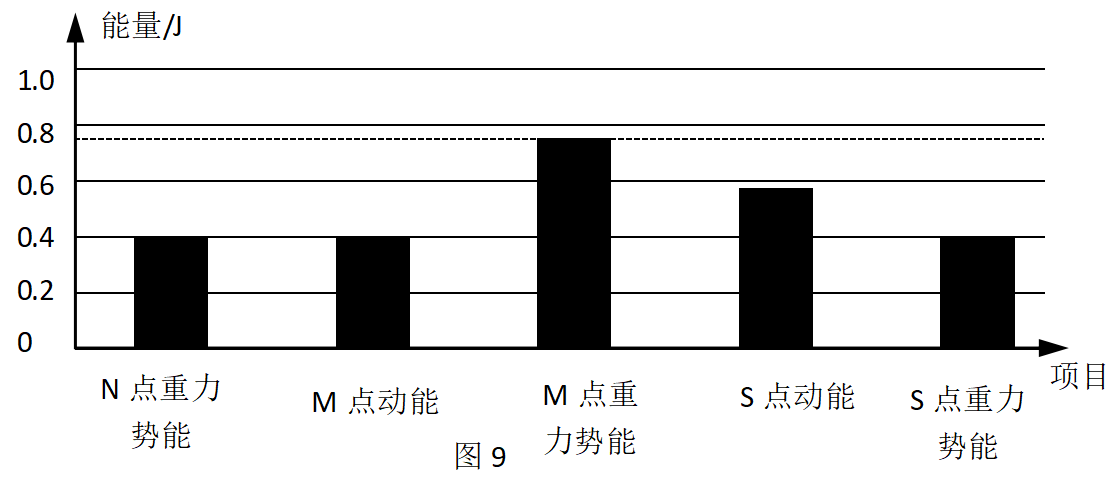 能量/J
1.0
0.8
0.6
0.4
0.2
0
N 点重力
势能
M 点动能
M 点重
力势能
S 点动能
S 点重力
势能
项目
图 9